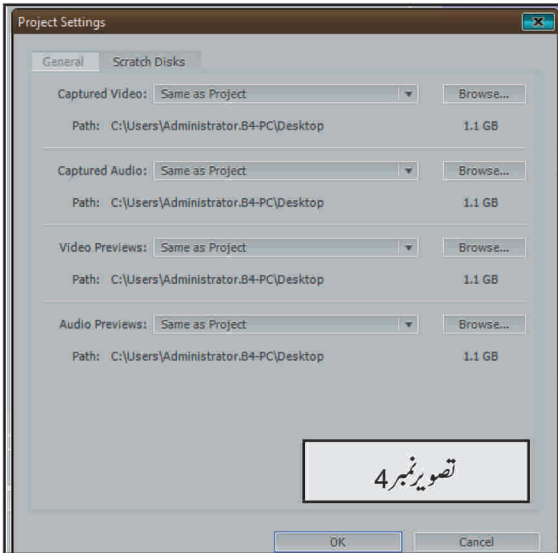 Project Settings
General Scratch Disks
Captured Video: Same as Project Browse...
Path: C:\Users\Administrator.B4-PC\Desktop 1.1 GB
Captured Audio: Same as Project Browse...
Path: C:\Users\Administrator.B4-PC\Desktop 1.1 GB
Video Previews: Same as Project Browse...
Path: C:\Users\Administrator.B4-PC\Desktop 1.1 GB
Audio Previews: Same as Project Browse...
Path: C:\Users\Administrator.B4-PC\Desktop 1.1 GB
تصویر نمبر 4
OK Cancel